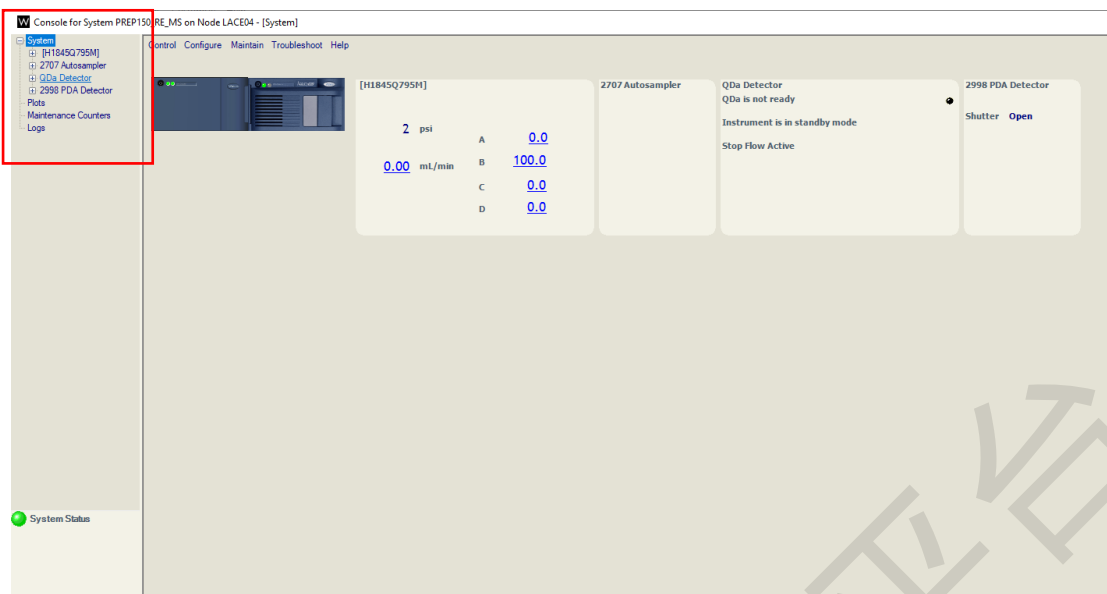 Console for System PREP150_RE_MS on Node LACE04 - [System]
Control Configure Maintain Troubleshoot Help
System
[H1845Q795M]
2707 Autosampler
QDa Detector
2998 PDA Detector
Plots
Maintenance Counters
Logs
[H1845Q795M]
2 psi
0.00 mL/min
A 0.0
B 100.0
C 0.0
D 0.0
2707 Autosampler
QDa Detector
QDa is not ready
Instrument is in standby mode
Stop Flow Active
2998 PDA Detector
Shutter Open
System Status
平台